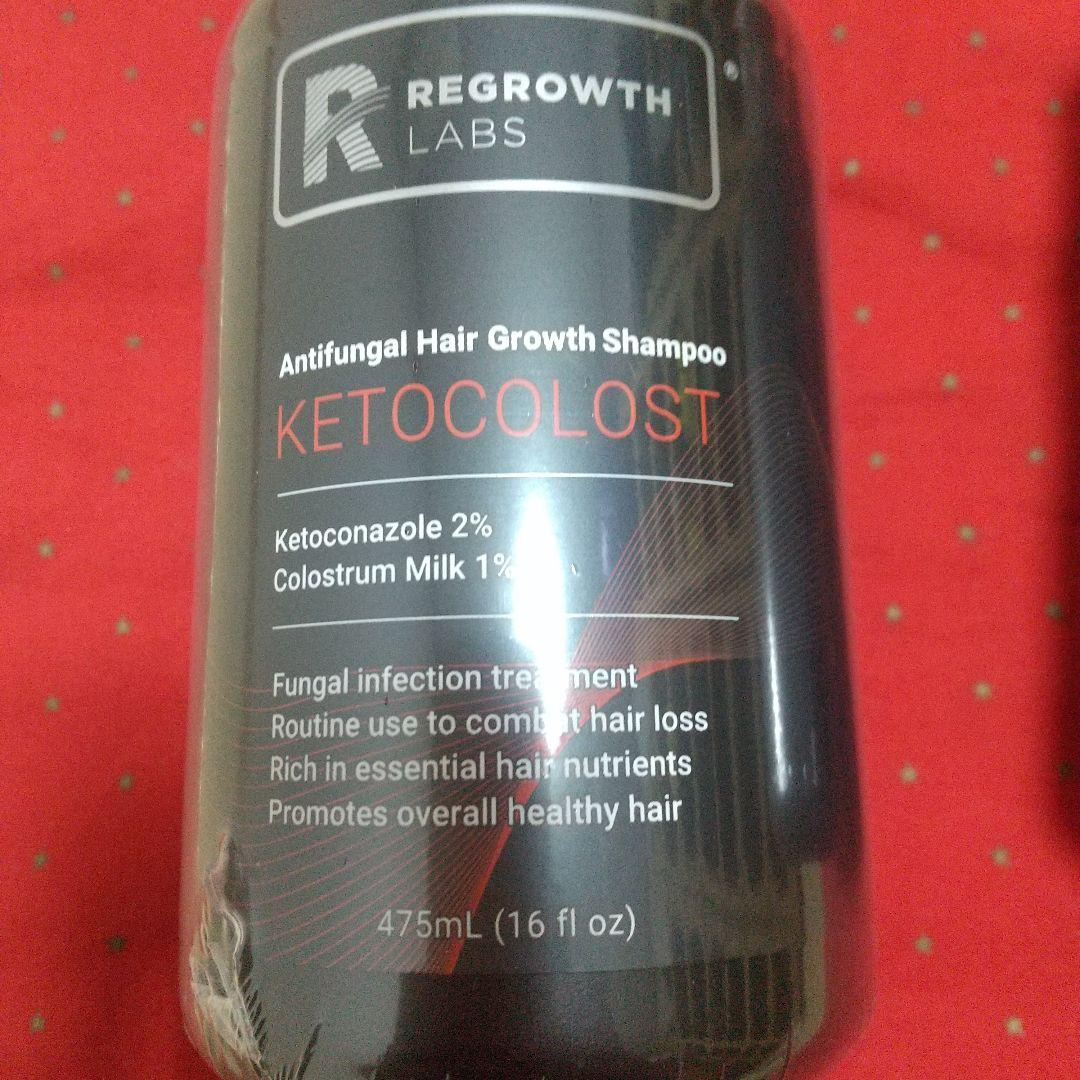 REGROWTH
LABS
®
Antifungal Hair Growth Shampoo
KETOCOLOST
Ketoconazole 2%
Colostrum Milk 1%
Fungal infection treatment
Routine use to combat hair loss
Rich in essential hair nutrients
Promotes overall healthy hair
475mL (16 fl oz)